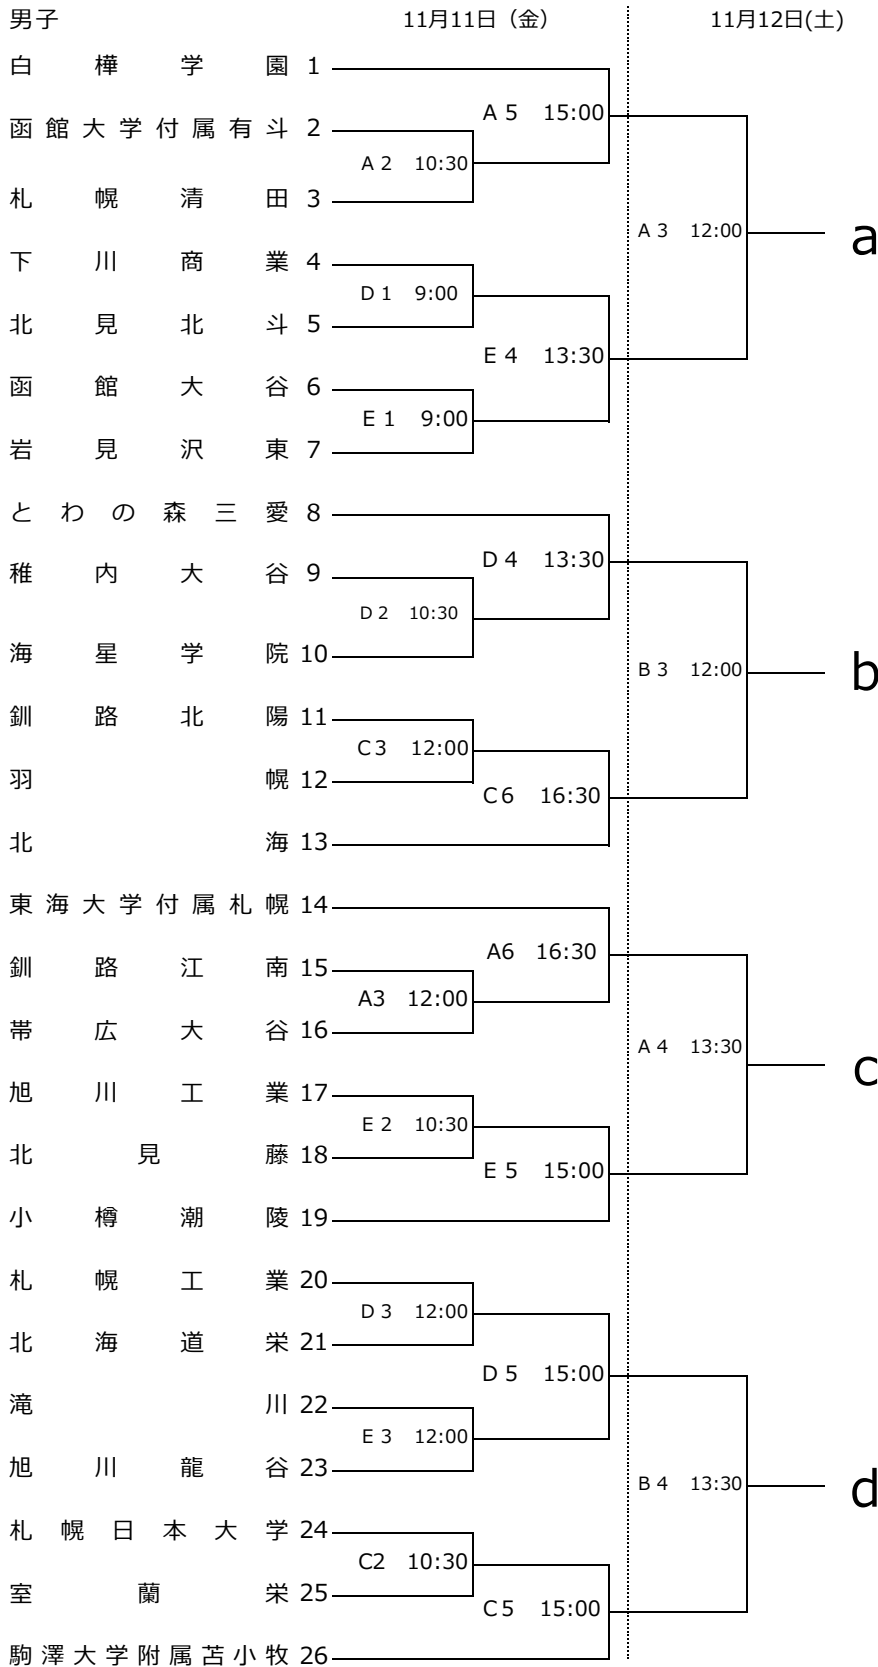 男子 11月11日（金） 11月12日(土)
白樺学園 1
A 5 15:00
函館大学付属有斗 2
A 2 10:30
札幌清田 3
A 3 12:00
a
下川商業 4
D 1 9:00
北見北斗 5
E 4 13:30
函館大谷 6
E 1 9:00
岩見沢東 7
とわの森三愛 8
D 4 13:30
稚内大谷 9
D 2 10:30
海星学院 10
B 3 12:00
b
釧路北陽 11
C 3 12:00
羽幌 12
C 6 16:30
北海 13
東海大学付属札幌 14
A6 16:30
釧路江南 15
A3 12:00
帯広大谷 16
A 4 13:30
c
旭川工業 17
E 2 10:30
北見藤 18
E 5 15:00
小樽潮陵 19
札幌工業 20
D 3 12:00
北海道栄 21
D 5 15:00
滝川 22
E 3 12:00
旭川龍谷 23
B 4 13:30
d
札幌日本大学 24
C2 10:30
室蘭栄 25
C 5 15:00
駒澤大学附属苫小牧 26